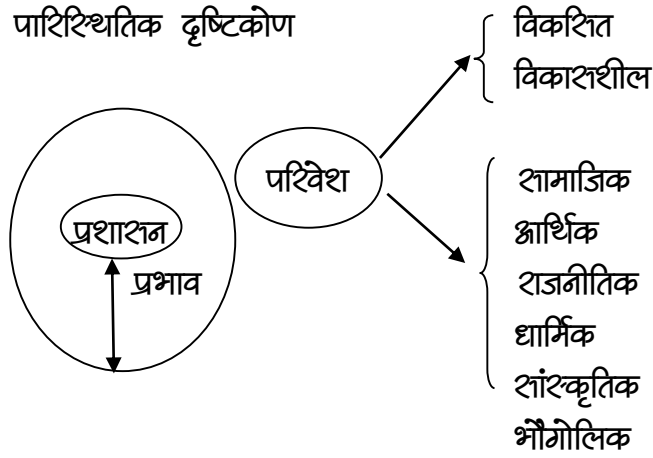 पारिस्थितिक दृष्टिकोण
विकसित
विकासशील
परिवेश
प्रशासन
प्रभाव
सामाजिक
आर्थिक
राजनीतिक
धार्मिक
सांस्कृतिक
भौगोलिक